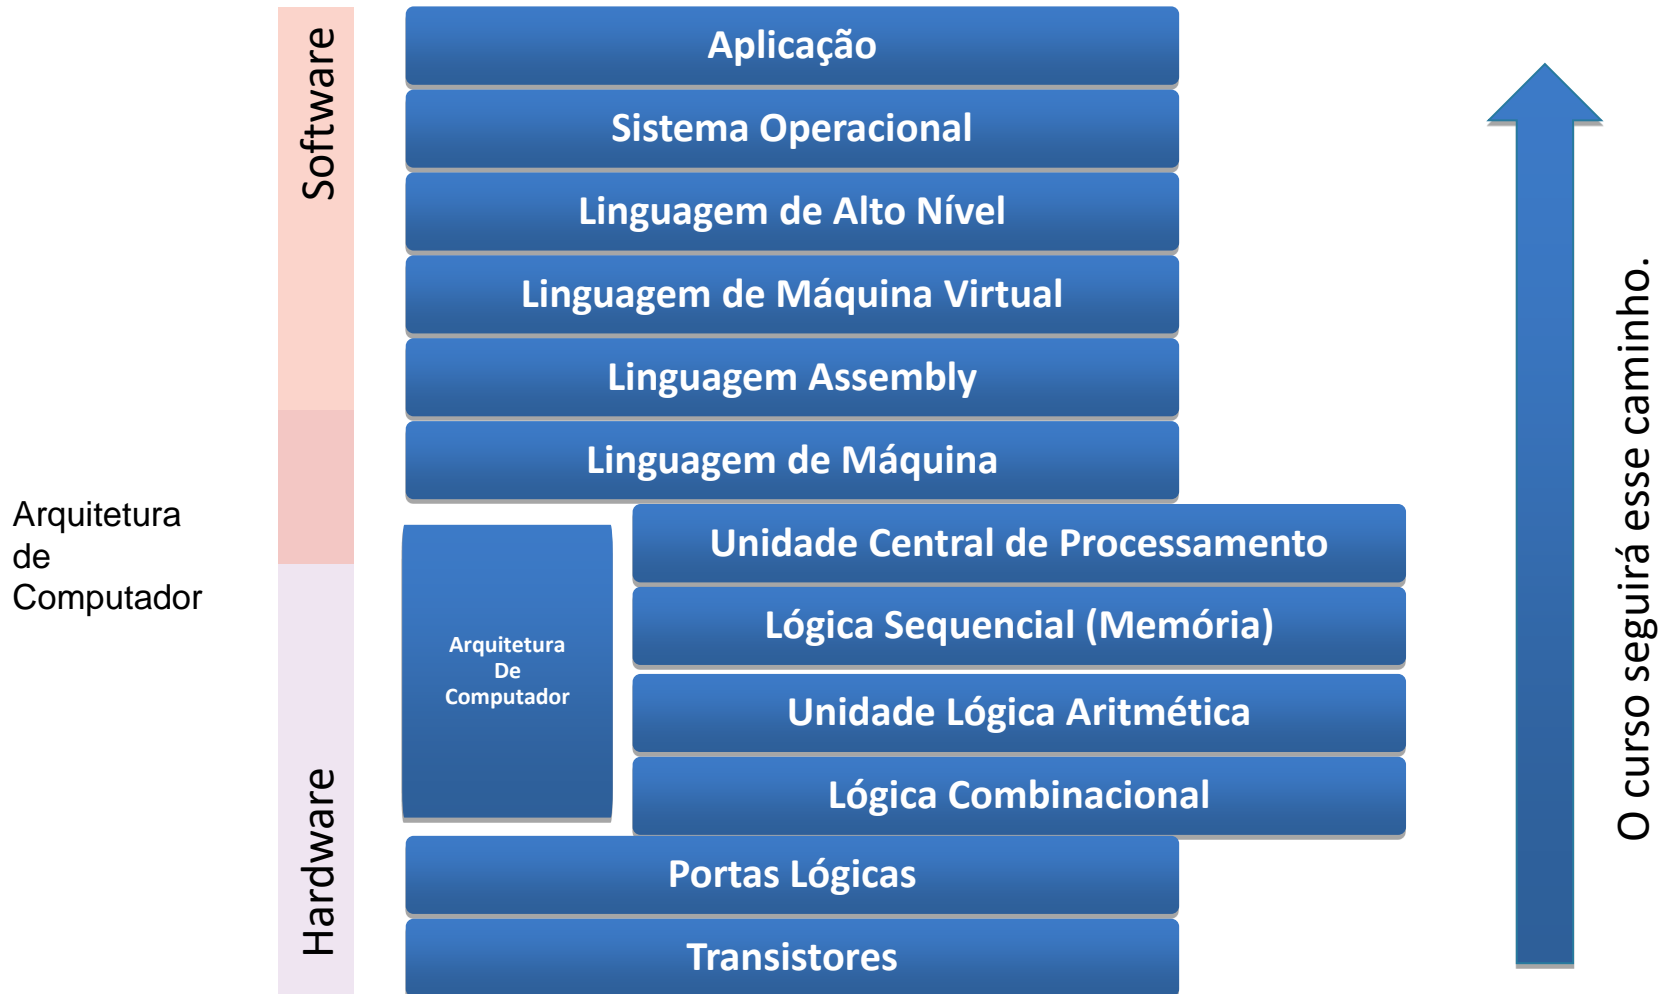 Software
Aplicação
Sistema Operacional
Linguagem de Alto Nível
Linguagem de Máquina Virtual
Linguagem Assembly
Linguagem de Máquina
Arquitetura
de
Computador
Arquitetura
De
Computador
Unidade Central de Processamento
Lógica Sequencial (Memória)
Unidade Lógica Aritmética
Lógica Combinacional
Hardware
Portas Lógicas
Transistores
O curso seguirá esse caminho.